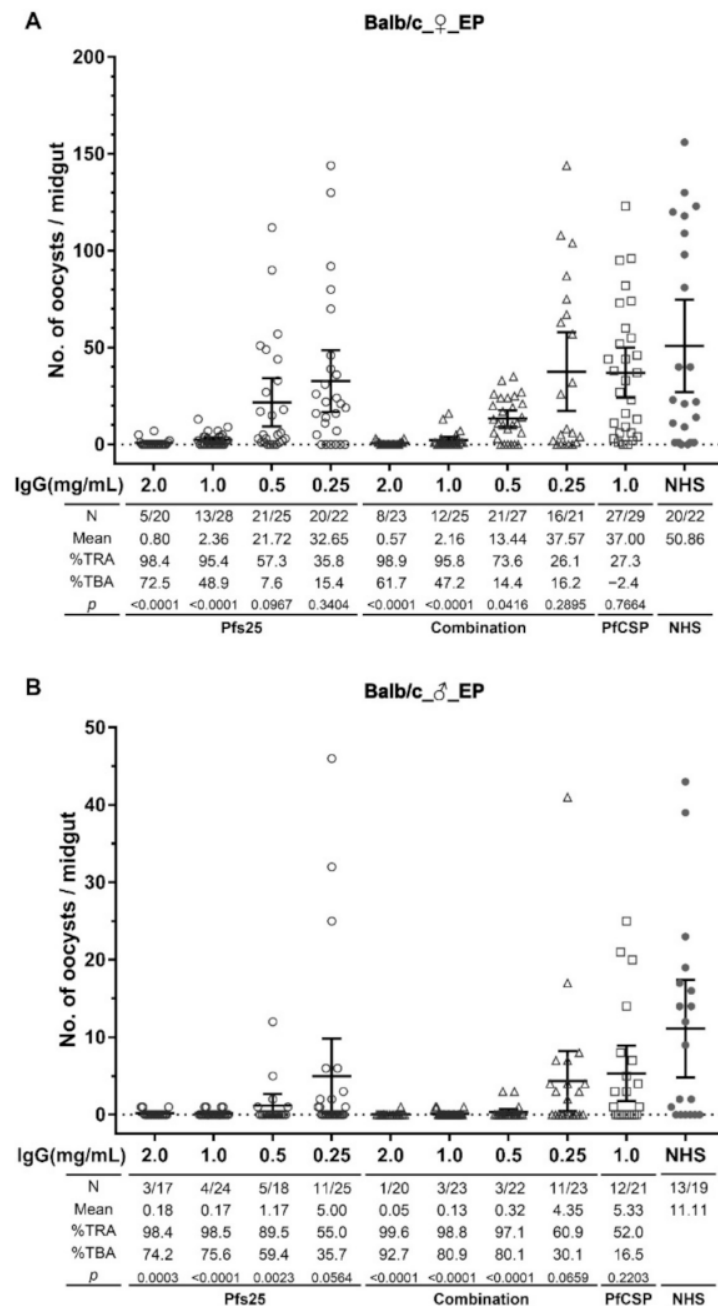 A
Balb/c_♀_EP
No. of oocysts / midgut
200
150
100
50
0
IgG(mg/mL) 2.0 1.0 0.5 0.25 2.0 1.0 0.5 0.25 1.0 NHS
N 5/20 13/28 21/25 20/22 8/23 12/25 21/27 16/21 27/29 20/22
Mean 0.80 2.36 21.72 32.65 0.57 2.16 13.44 37.57 37.00 50.86
%TRA 98.4 95.4 57.3 35.8 98.9 95.8 73.6 26.1 27.3
%TBA 72.5 48.9 7.6 15.4 61.7 47.2 14.4 16.2 −2.4
p <0.0001 <0.0001 0.0967 0.3404 <0.0001 <0.0001 0.0416 0.2895 0.7664
Pfs25 Combination PfCSP NHS
B
Balb/c_♂_EP
No. of oocysts / midgut
50
40
30
20
10
0
IgG(mg/mL) 2.0 1.0 0.5 0.25 2.0 1.0 0.5 0.25 1.0 NHS
N 3/17 4/24 5/18 11/25 1/20 3/23 3/22 11/23 12/21 13/19
Mean 0.18 0.17 1.17 5.00 0.05 0.13 0.32 4.35 5.33 11.11
%TRA 98.4 98.5 89.5 55.0 99.6 98.8 97.1 60.9 52.0
%TBA 74.2 75.6 59.4 35.7 92.7 80.9 80.1 30.1 16.5
p 0.0003 <0.0001 0.0023 0.0564 <0.0001 <0.0001 <0.0001 0.0659 0.2203
Pfs25 Combination PfCSP NHS